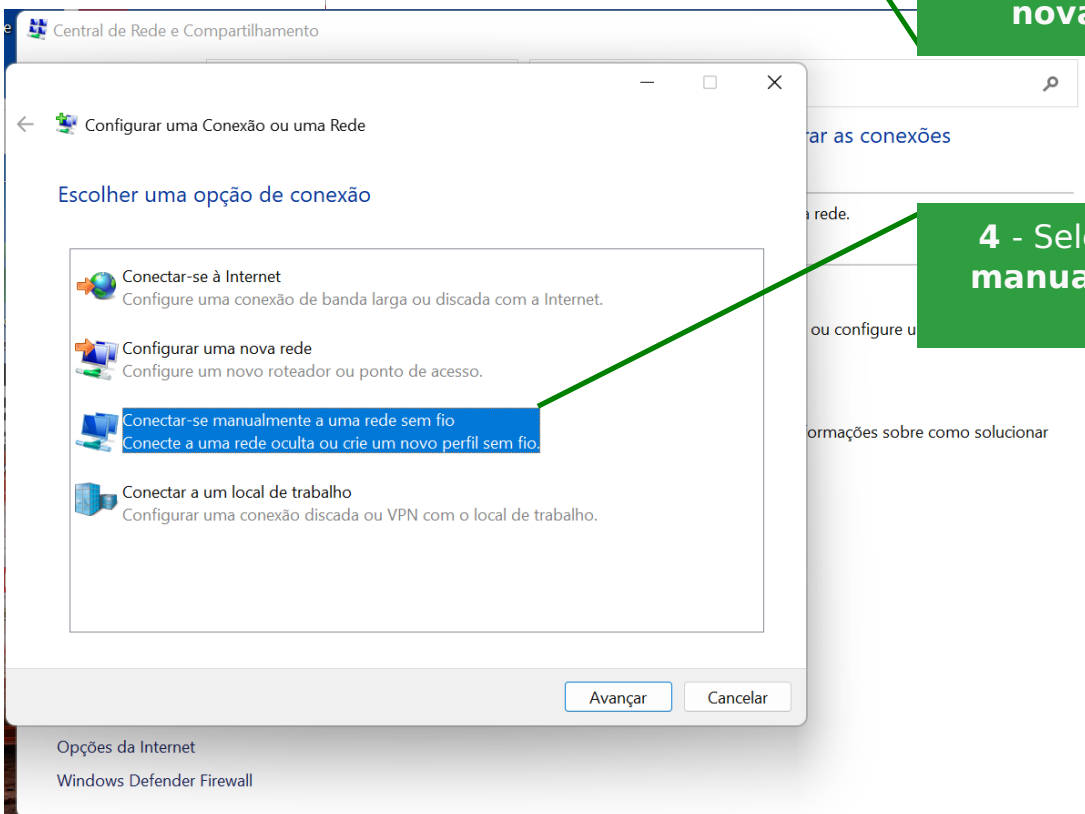 nova
e Central de Rede e Compartilhamento
Configurar uma Conexão ou uma Rede
rar as conexões
Escolher uma opção de conexão
a rede.
4 - Sele
manua
Conectar-se à Internet
Configure uma conexão de banda larga ou discada com a Internet.
ou configure u
Configurar uma nova rede
Configure um novo roteador ou ponto de acesso.
Conectar-se manualmente a uma rede sem fio
Conecte a uma rede oculta ou crie um novo perfil sem fio.
ormações sobre como solucionar
Conectar a um local de trabalho
Configurar uma conexão discada ou VPN com o local de trabalho.
Avançar
Cancelar
Opções da Internet
Windows Defender Firewall